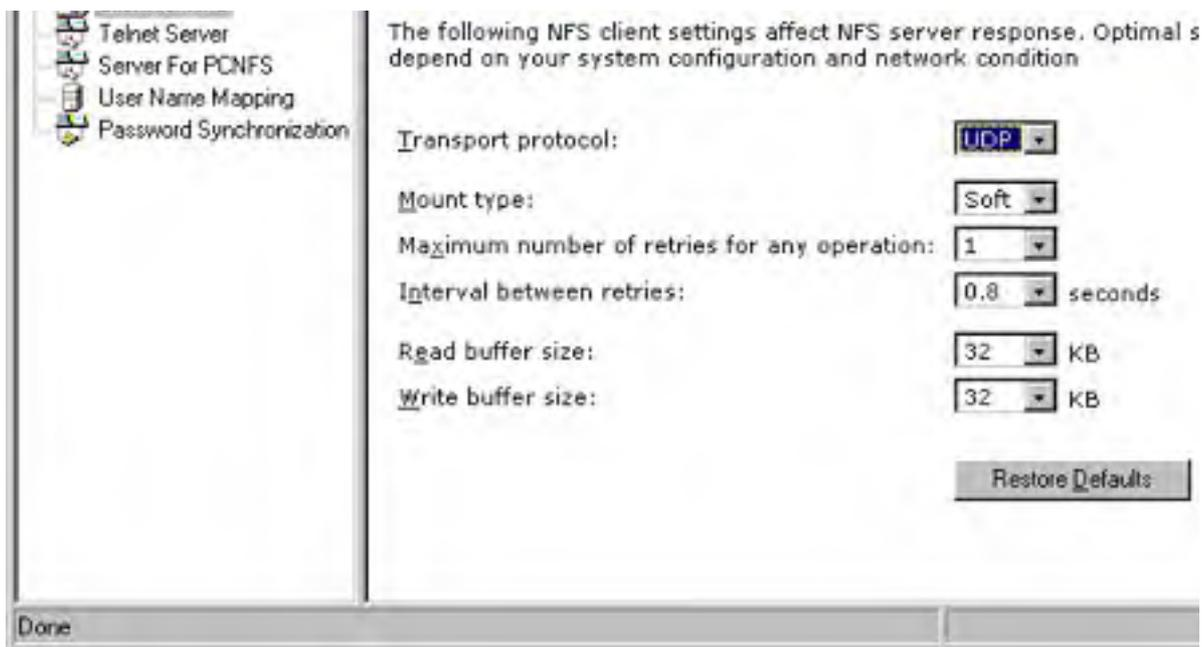 Telnet Server
Server For PCNFS
User Name Mapping
Password Synchronization
The following NFS client settings affect NFS server response. Optimal s
depend on your system configuration and network condition
Transport protocol: UDP
Mount type: Soft
Maximum number of retries for any operation: 1
Interval between retries: 0.8 seconds
Read buffer size: 32 KB
Write buffer size: 32 KB
Restore Defaults
Done